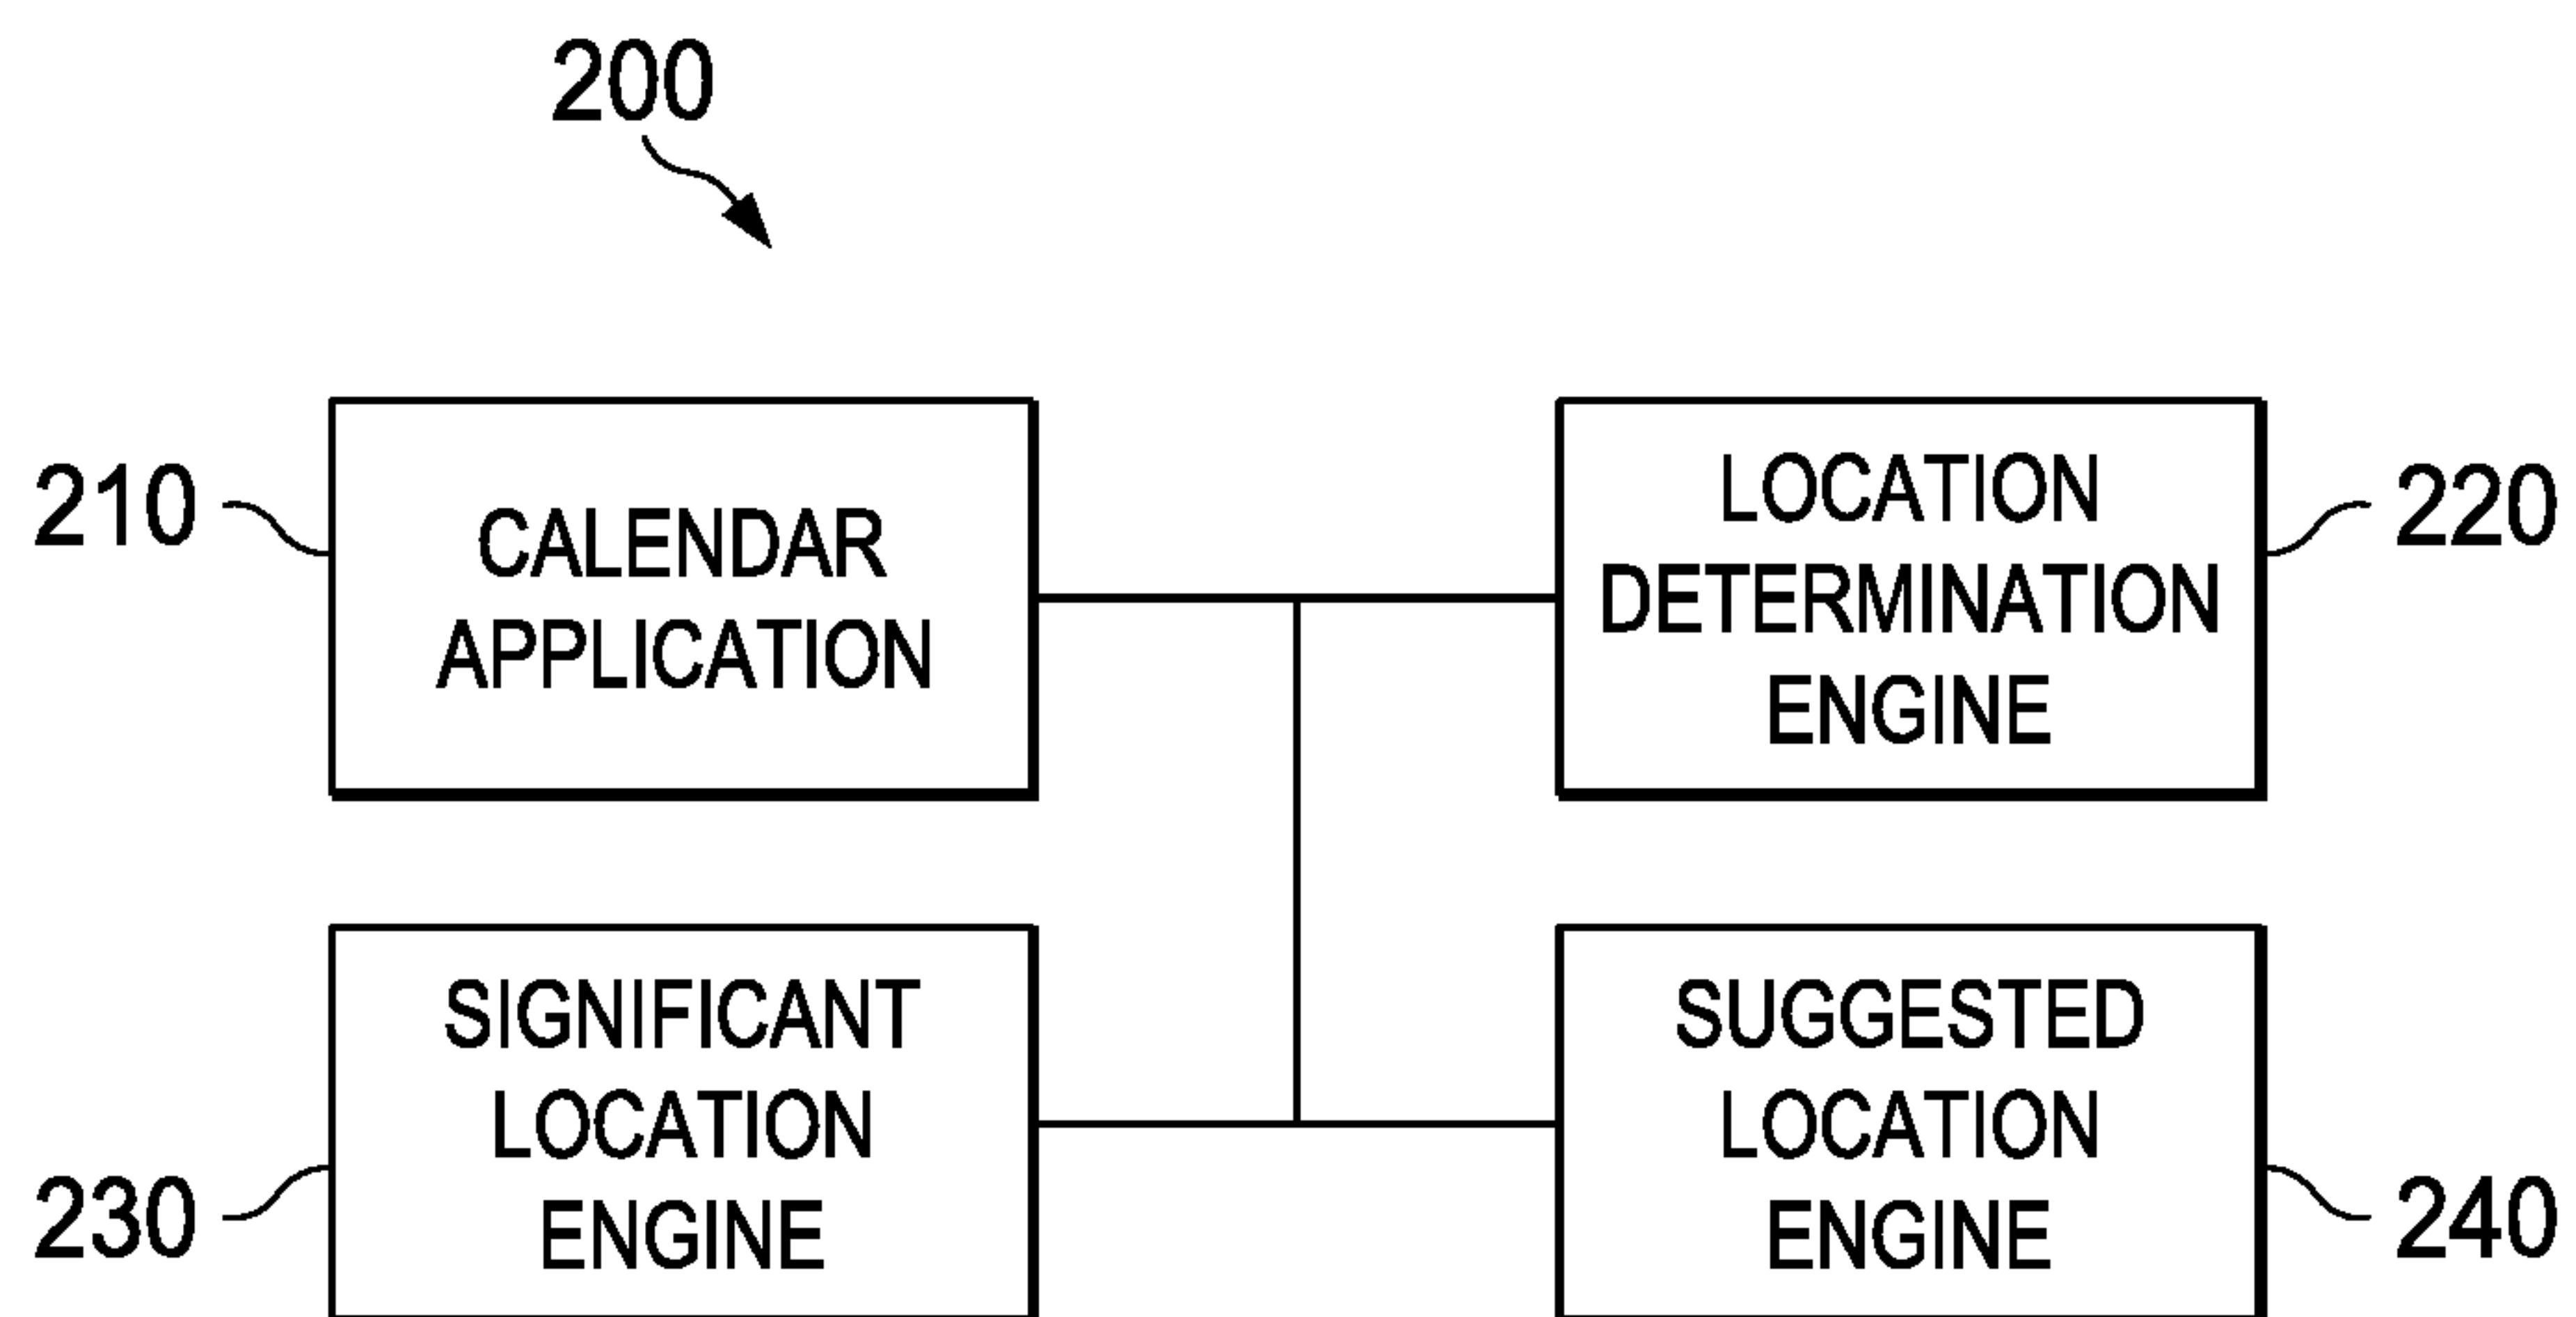 200
210
CALENDAR
APPLICATION
LOCATION
DETERMINATION
ENGINE
220
230
SIGNIFICANT
LOCATION
ENGINE
SUGGESTED
LOCATION
ENGINE
240